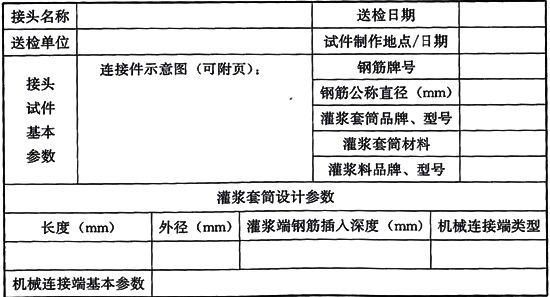 接头名称 送检日期
送检单位 试件制作地点/日期
接头
试件
基本
参数
连接件示意图（可附页）：
钢筋牌号
钢筋公称直径（mm）
灌浆套筒品牌、型号
灌浆套筒材料
灌浆料品牌、型号
灌浆套筒设计参数
长度（mm） 外径（mm） 灌浆端钢筋插入深度（mm） 机械连接端类型
机械连接端基本参数